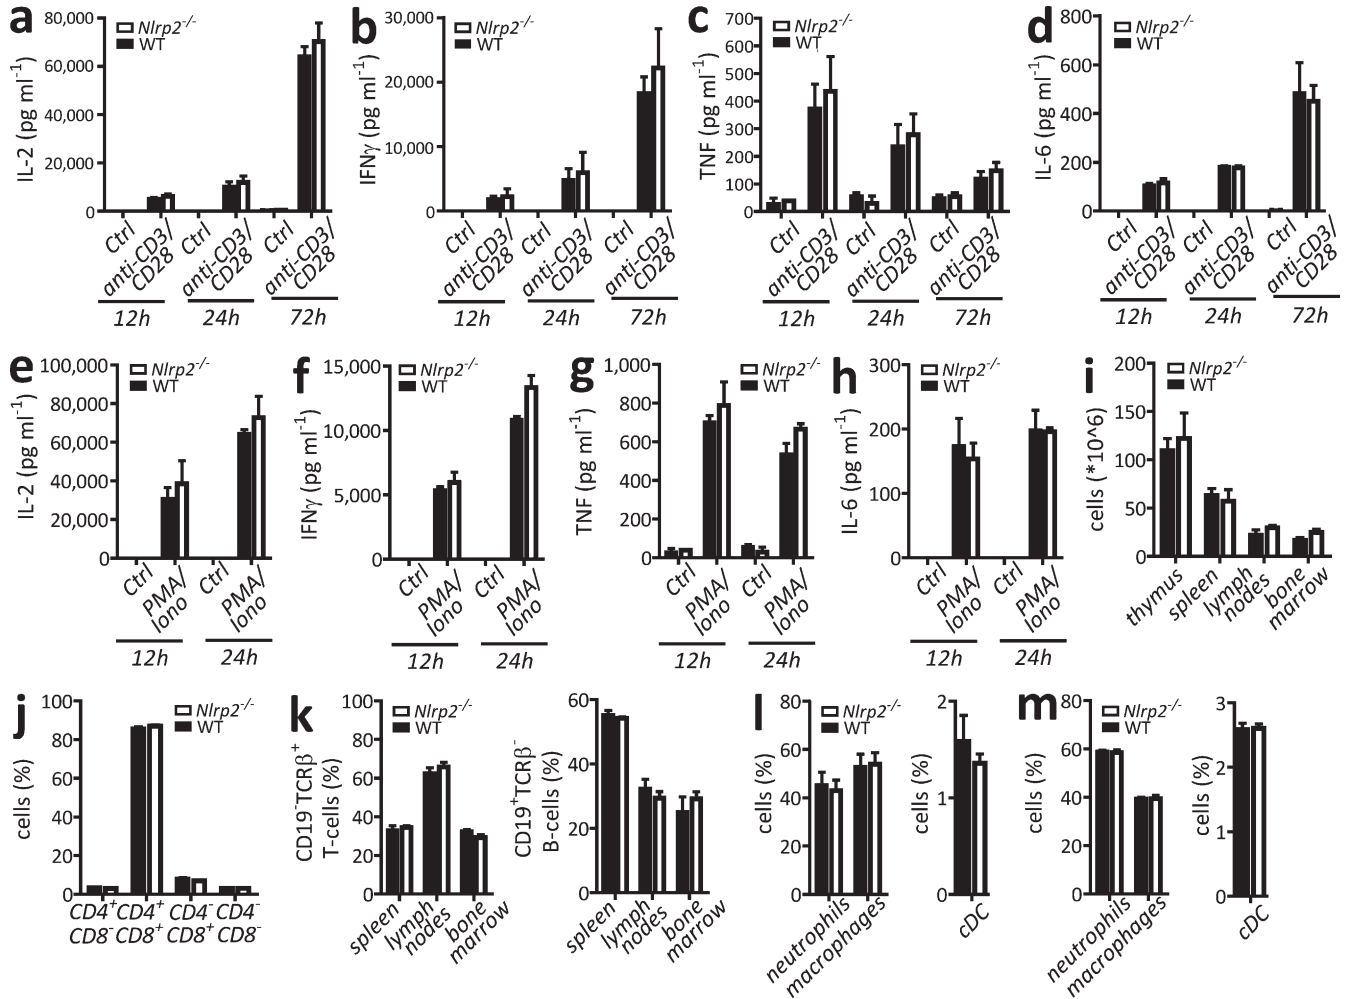 a
Nlrp2-/-
WT
IL-2 (pg ml-1)
80,000
60,000
40,000
20,000
0
Ctrl
anti-CD3/
CD28
Ctrl
anti-CD3/
CD28
Ctrl
anti-CD3/
CD28
12h
24h
72h
b
Nlrp2-/-
WT
IFNγ (pg ml-1)
30,000
20,000
10,000
0
Ctrl
anti-CD3/
CD28
Ctrl
anti-CD3/
CD28
Ctrl
anti-CD3/
CD28
12h
24h
72h
c
Nlrp2-/-
WT
TNF (pg ml-1)
700
600
500
400
300
200
100
0
Ctrl
anti-CD3/
CD28
Ctrl
anti-CD3/
CD28
Ctrl
anti-CD3/
CD28
12h
24h
72h
d
Nlrp2-/-
WT
IL-6 (pg ml-1)
800
600
400
200
0
Ctrl
anti-CD3/
CD28
Ctrl
anti-CD3/
CD28
Ctrl
anti-CD3/
CD28
12h
24h
72h
e
Nlrp2-/-
WT
IL-2 (pg ml-1)
100,000
80,000
60,000
40,000
20,000
0
Ctrl
PMA/
Iono
Ctrl
PMA/
Iono
12h
24h
f
Nlrp2-/-
WT
IFNγ (pg ml-1)
15,000
10,000
5,000
0
Ctrl
PMA/
Iono
Ctrl
PMA/
Iono
12h
24h
g
Nlrp2-/-
WT
TNF (pg ml-1)
1,000
800
600
400
200
0
Ctrl
PMA/
Iono
Ctrl
PMA/
Iono
12h
24h
h
Nlrp2-/-
WT
IL-6 (pg ml-1)
300
200
100
0
Ctrl
PMA/
Iono
Ctrl
PMA/
Iono
12h
24h
i
Nlrp2-/-
WT
cells (*10^6)
200
150
100
50
0
thymus
spleen
lymph
nodes
bone
marrow
j
Nlrp2-/-
WT
cells (%)
100
80
60
40
20
0
CD4+ CD4+ CD4- CD4-
CD8- CD8+ CD8+ CD8-
k
Nlrp2-/-
WT
CD19-TCRβ+
T-cells (%)
100
80
60
40
20
0
spleen
lymph
nodes
bone
marrow
CD19+TCRβ-
B-cells (%)
60
40
20
0
spleen
lymph
nodes
bone
marrow
l
Nlrp2-/-
WT
cells (%)
80
60
40
20
0
neutrophils
macrophages
cells (%)
2
1
0
cDC
m
Nlrp2-/-
WT
cells (%)
80
60
40
20
0
neutrophils
macrophages
cells (%)
3
2
1
0
cDC